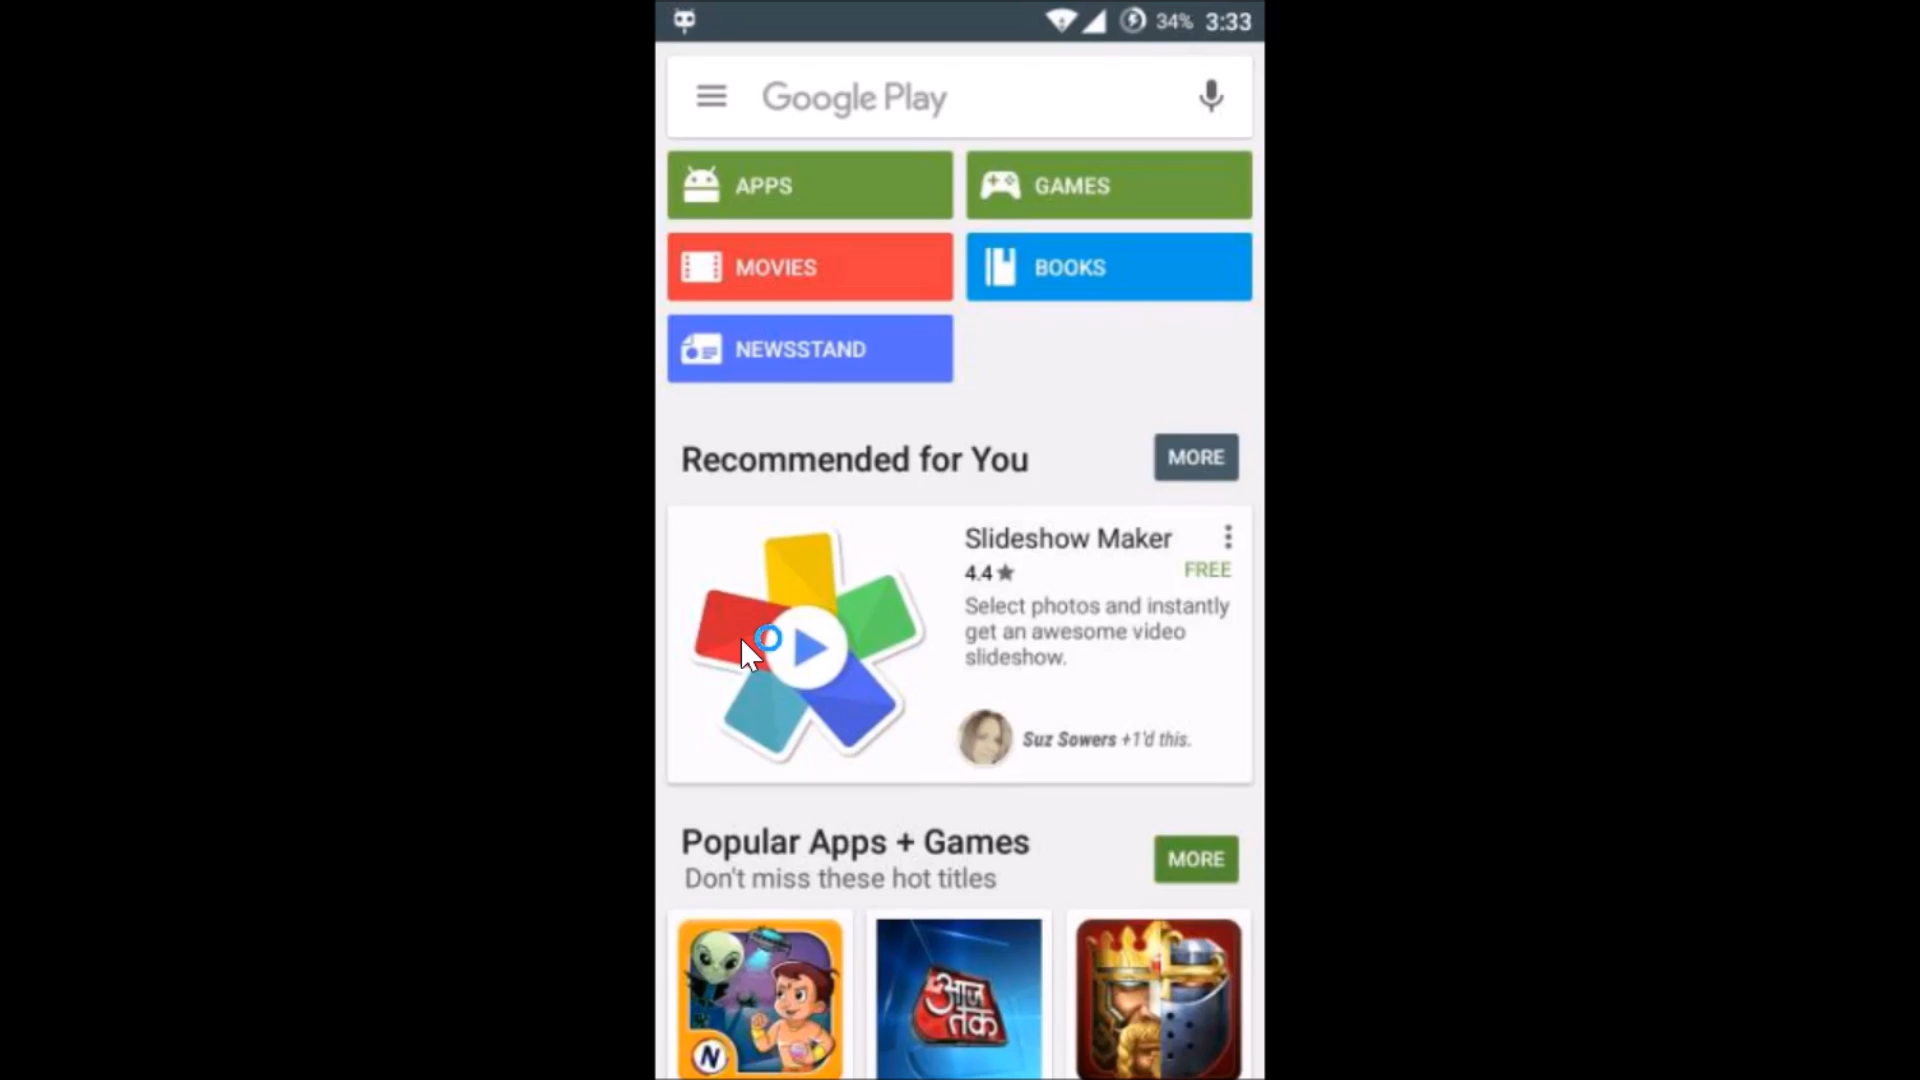 34% 3:33
Google Play
APPS
GAMES
MOVIES
BOOKS
NEWSSTAND
Recommended for You
MORE
Slideshow Maker
4.4★
FREE
Select photos and instantly
get an awesome video
slideshow.
Suz Sowers +1'd this.
Popular Apps + Games
Don't miss these hot titles
MORE
N
आज
तक